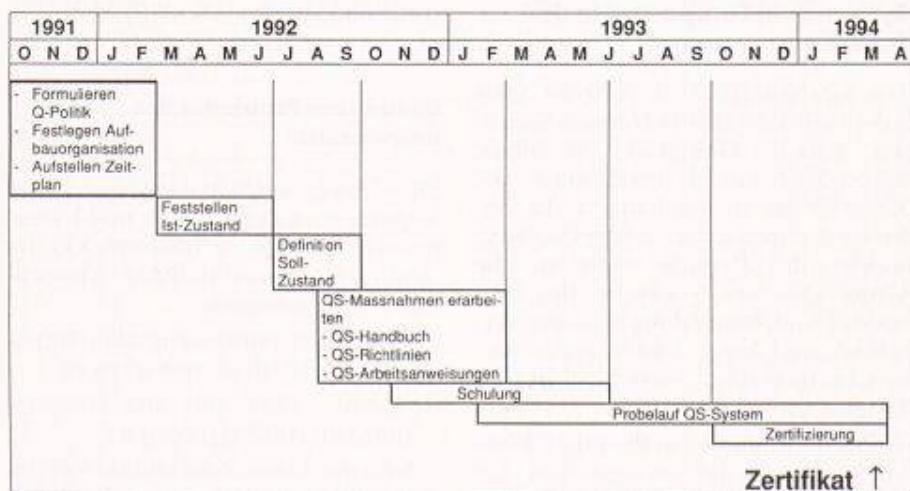 1991 1992 1993 1994
O N D J F M A M J J A S O N D J F M A M J J A S O N D J F M A
- Formulieren
Q-Politik
- Festlegen Auf-
bauorganisation
- Aufstellen Zeit-
plan
Feststellen
Ist-Zustand
Definition
Soll-
Zustand
QS-Massnahmen erarbei-
ten
- QS-Handbuch
- QS-Richtlinien
- QS-Arbeitsanweisungen
Schulung
Probelauf QS-System
Zertifizierung
Zertifikat ↑